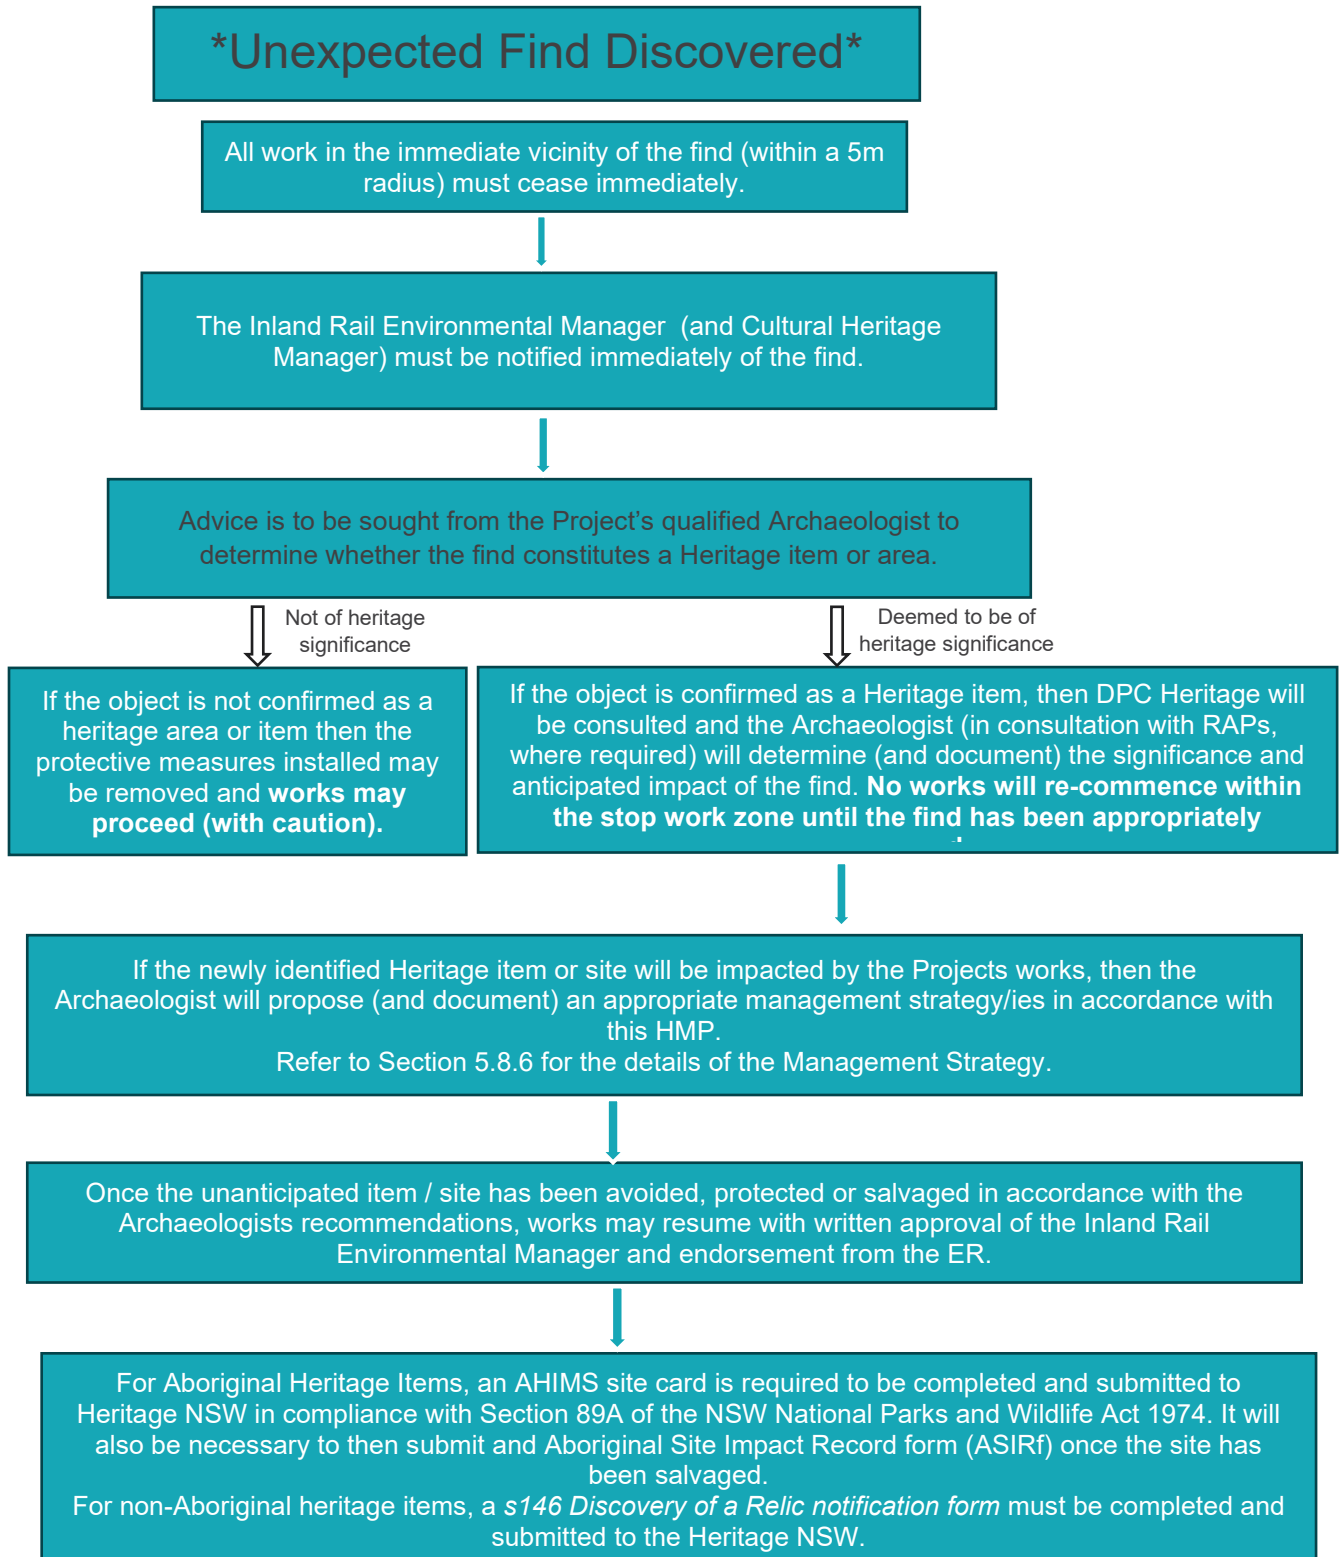 *Unexpected Find Discovered*
All work in the immediate vicinity of the find (within a 5m
radius) must cease immediately.
The Inland Rail Environmental Manager (and Cultural Heritage
Manager) must be notified immediately of the find.
Advice is to be sought from the Project's qualified Archaeologist to
determine whether the find constitutes a Heritage item or area.
Not of heritage
significance
Deemed to be of
heritage significance
If the object is not confirmed as a
heritage area or item then the
protective measures installed may
be removed and works may
proceed (with caution).
If the object is confirmed as a Heritage item, then DPC Heritage will
be consulted and the Archaeologist (in consultation with RAPs,
where required) will determine (and document) the significance and
anticipated impact of the find. No works will re-commence within
the stop work zone until the find has been appropriately
If the newly identified Heritage item or site will be impacted by the Projects works, then the
Archaeologist will propose (and document) an appropriate management strategy/ies in accordance with
this HMP.
Refer to Section 5.8.6 for the details of the Management Strategy.
Once the unanticipated item / site has been avoided, protected or salvaged in accordance with the
Archaeologists recommendations, works may resume with written approval of the Inland Rail
Environmental Manager and endorsement from the ER.
For Aboriginal Heritage Items, an AHIMS site card is required to be completed and submitted to
Heritage NSW in compliance with Section 89A of the NSW National Parks and Wildlife Act 1974. It will
also be necessary to then submit and Aboriginal Site Impact Record form (ASIRf) once the site has
been salvaged.
For non-Aboriginal heritage items, a s146 Discovery of a Relic notification form must be completed and
submitted to the Heritage NSW.